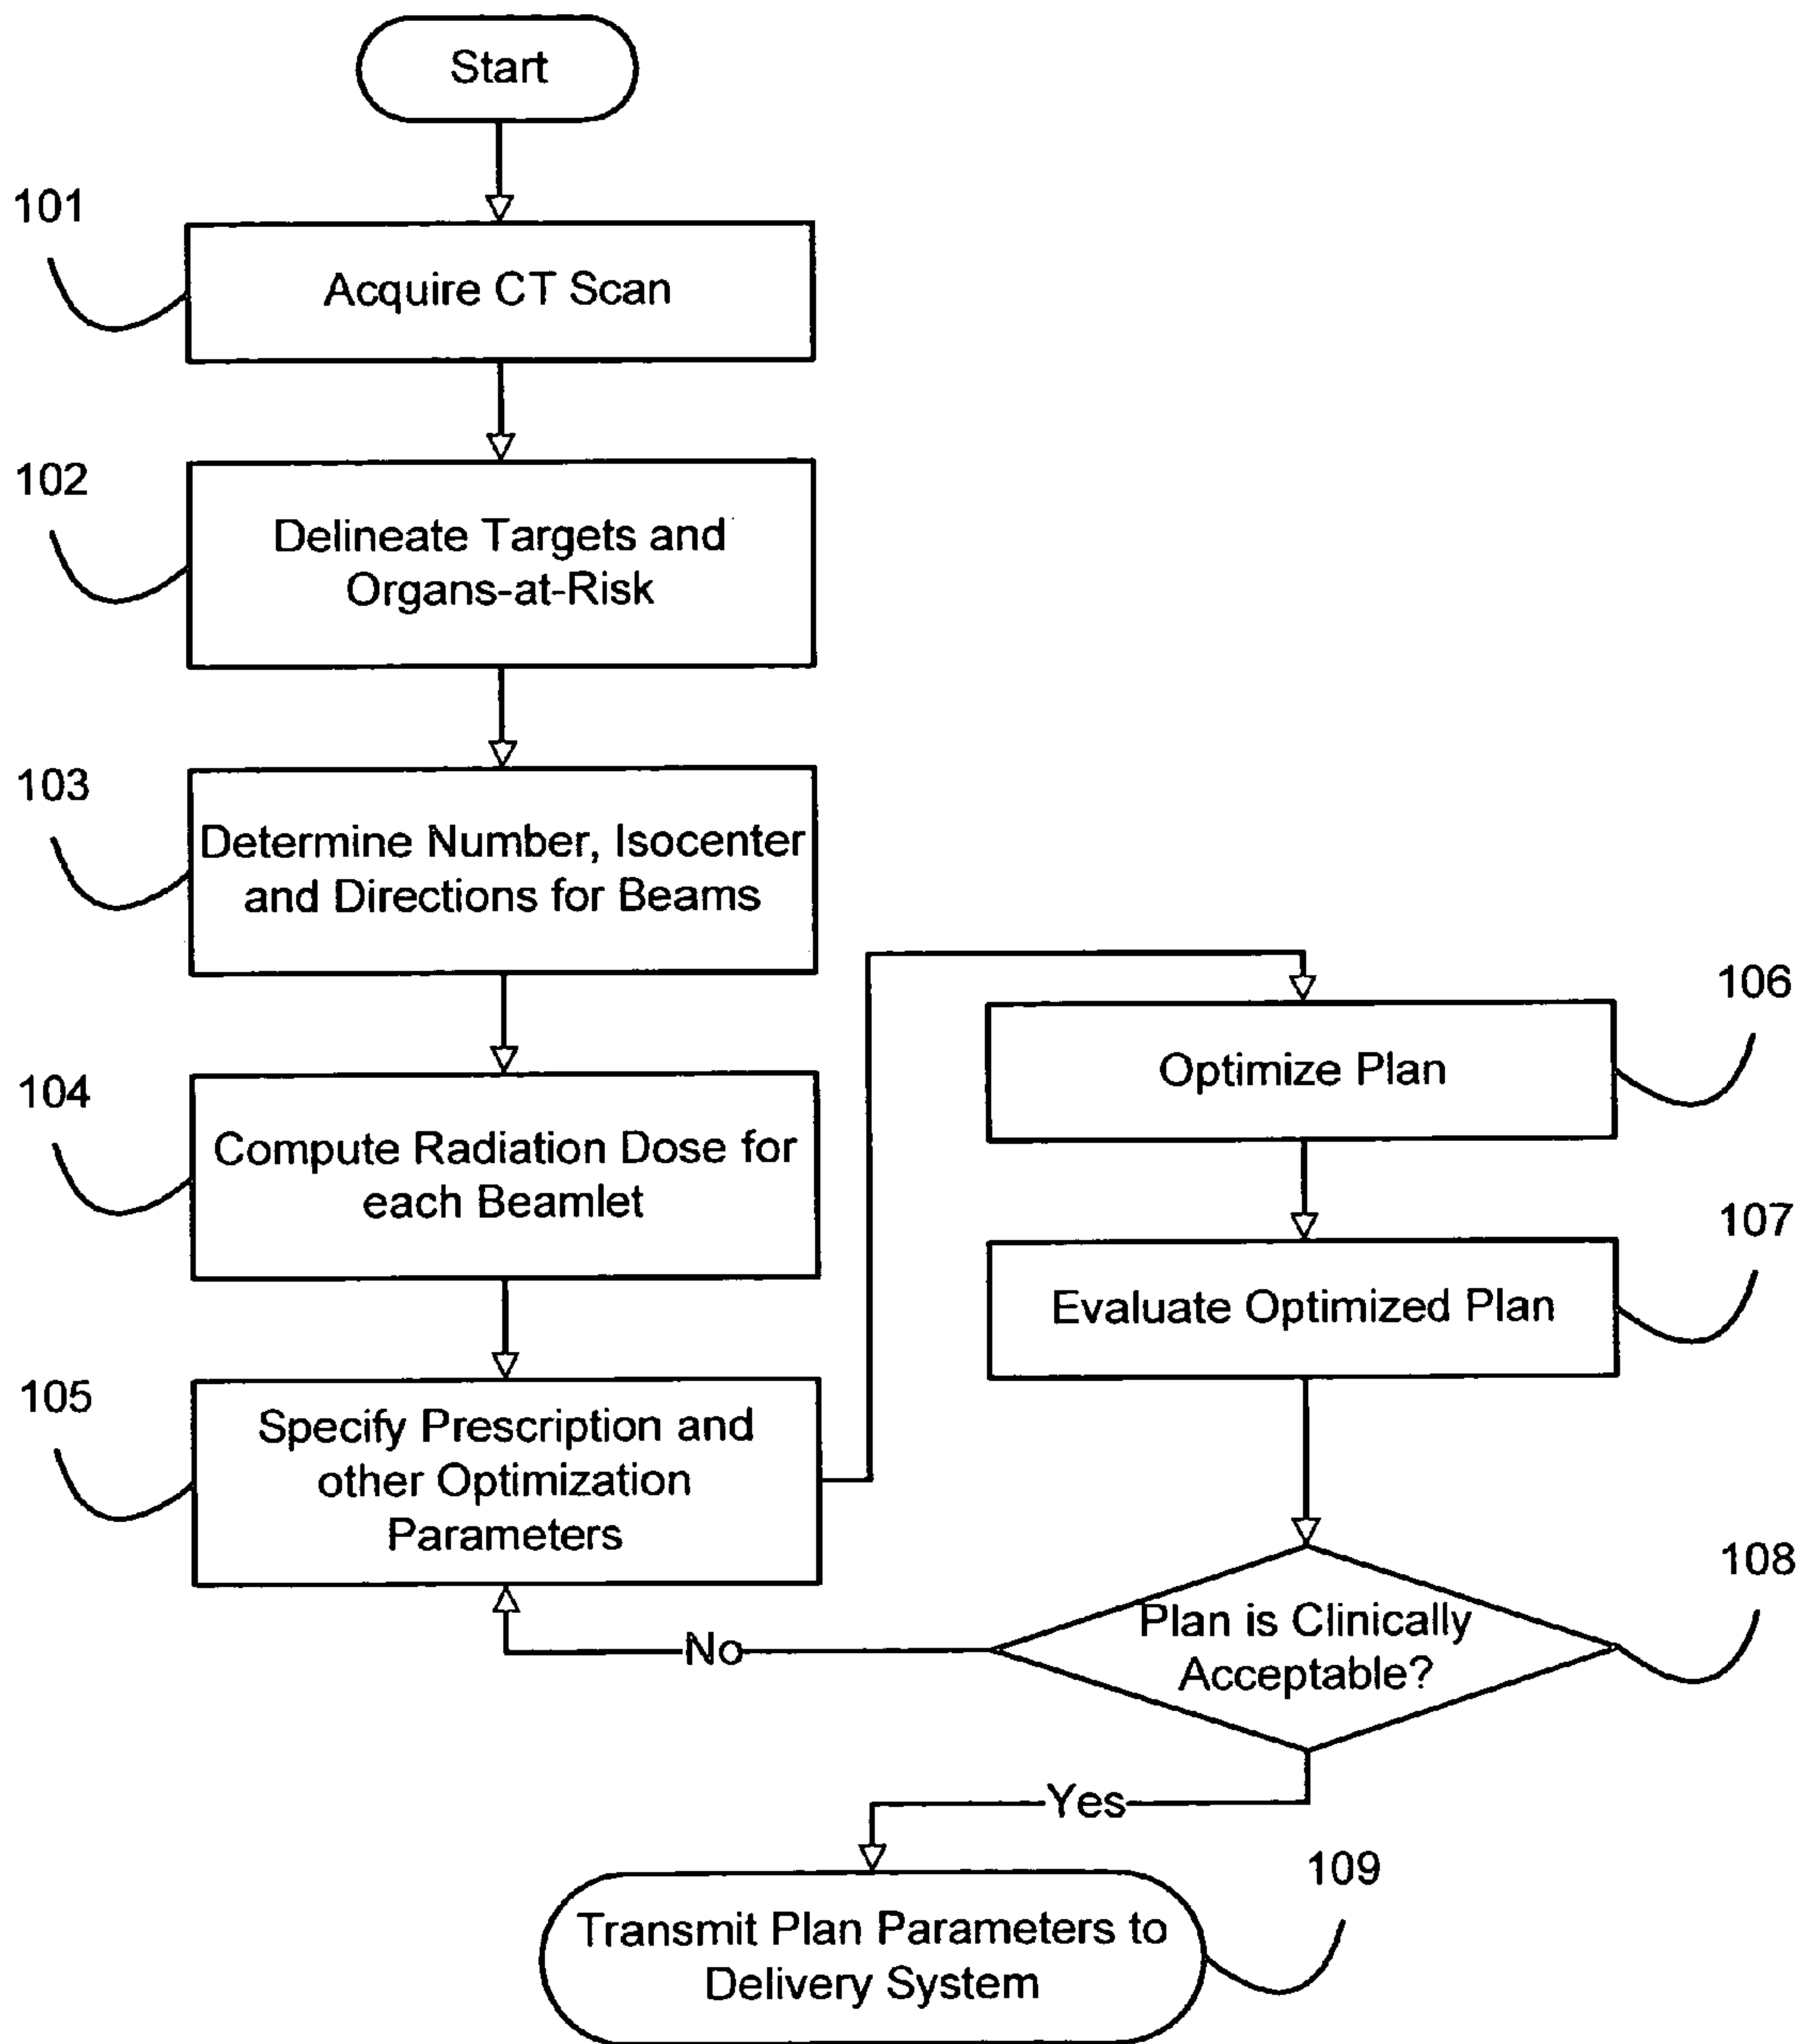 Start
101
Acquire CT Scan
102
Delineate Targets and
Organs-at-Risk
103
Determine Number, Isocenter
and Directions for Beams
104
Compute Radiation Dose for
each Beamlet
105
Specify Prescription and
other Optimization
Parameters
106
Optimize Plan
107
Evaluate Optimized Plan
108
Plan is Clinically
Acceptable?
No
Yes
109
Transmit Plan Parameters to
Delivery System